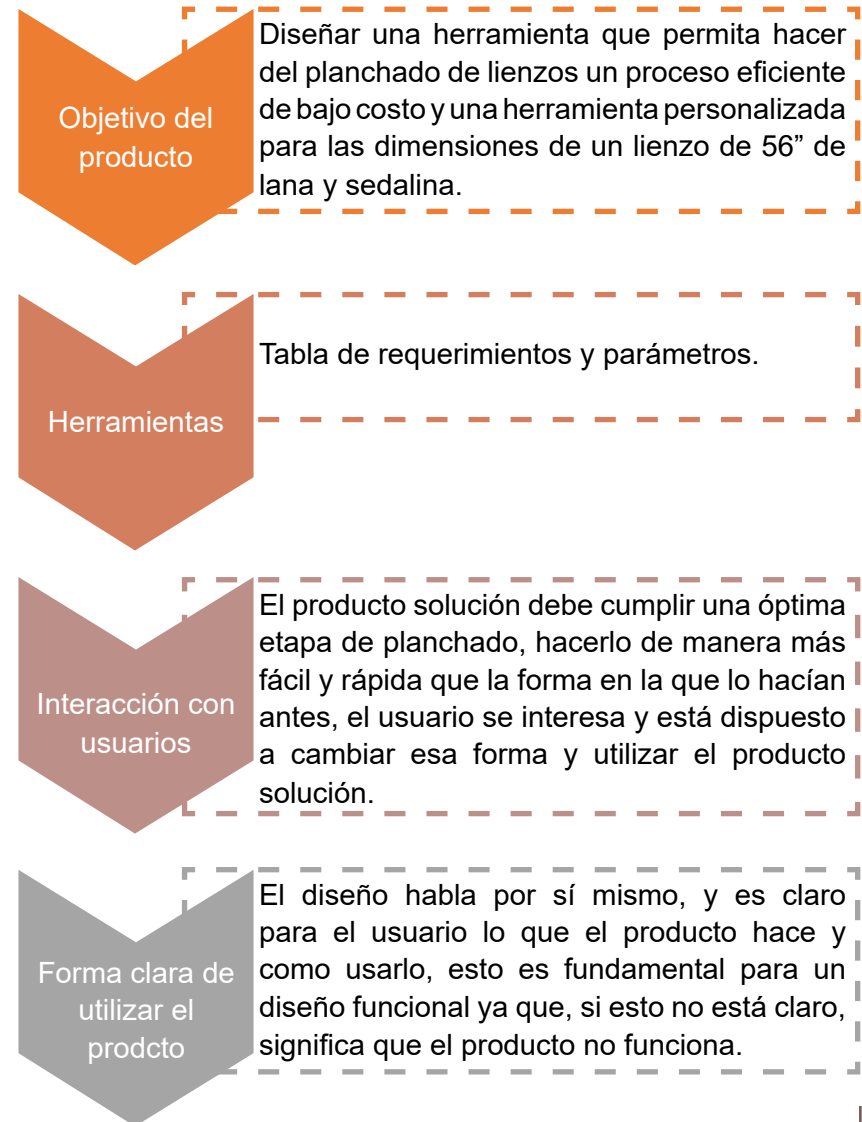 Objetivo del
producto
Diseñar una herramienta que permita hacer
del planchado de lienzos un proceso eficiente
de bajo costo y una herramienta personalizada
para las dimensiones de un lienzo de 56” de
lana y sedalina.
Herramientas
Tabla de requerimientos y parámetros.
Interacción con
usuarios
El producto solución debe cumplir una óptima
etapa de planchado, hacerlo de manera más
fácil y rápida que la forma en la que lo hacían
antes, el usuario se interesa y está dispuesto
a cambiar esa forma y utilizar el producto
solución.
Forma clara de
utilizar el
prodcto
El diseño habla por sí mismo, y es claro
para el usuario lo que el producto hace y
como usarlo, esto es fundamental para un
diseño funcional ya que, si esto no está claro,
significa que el producto no funciona.